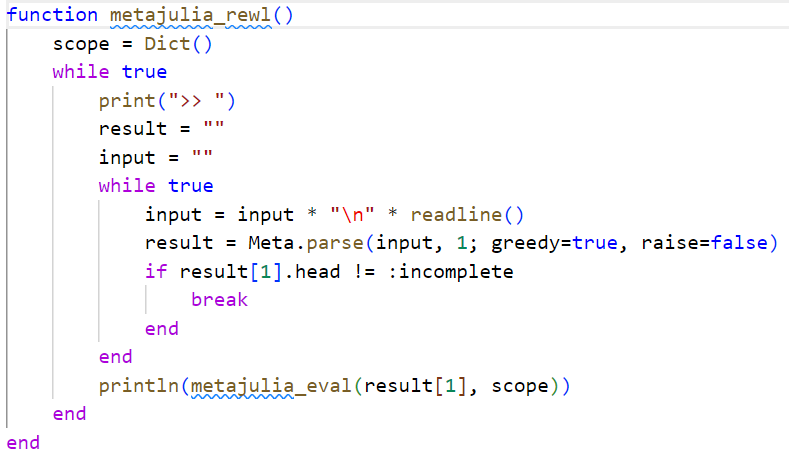 function metajulia_rewl()
    scope = Dict()
    while true
        print(">> ")
        result = ""
        input = ""
        while true
            input = input * "\n" * readline()
            result = Meta.parse(input, 1; greedy=true, raise=false)
            if result[1].head != :incomplete
                break
            end
        end
        println(metajulia_eval(result[1], scope))
    end
end